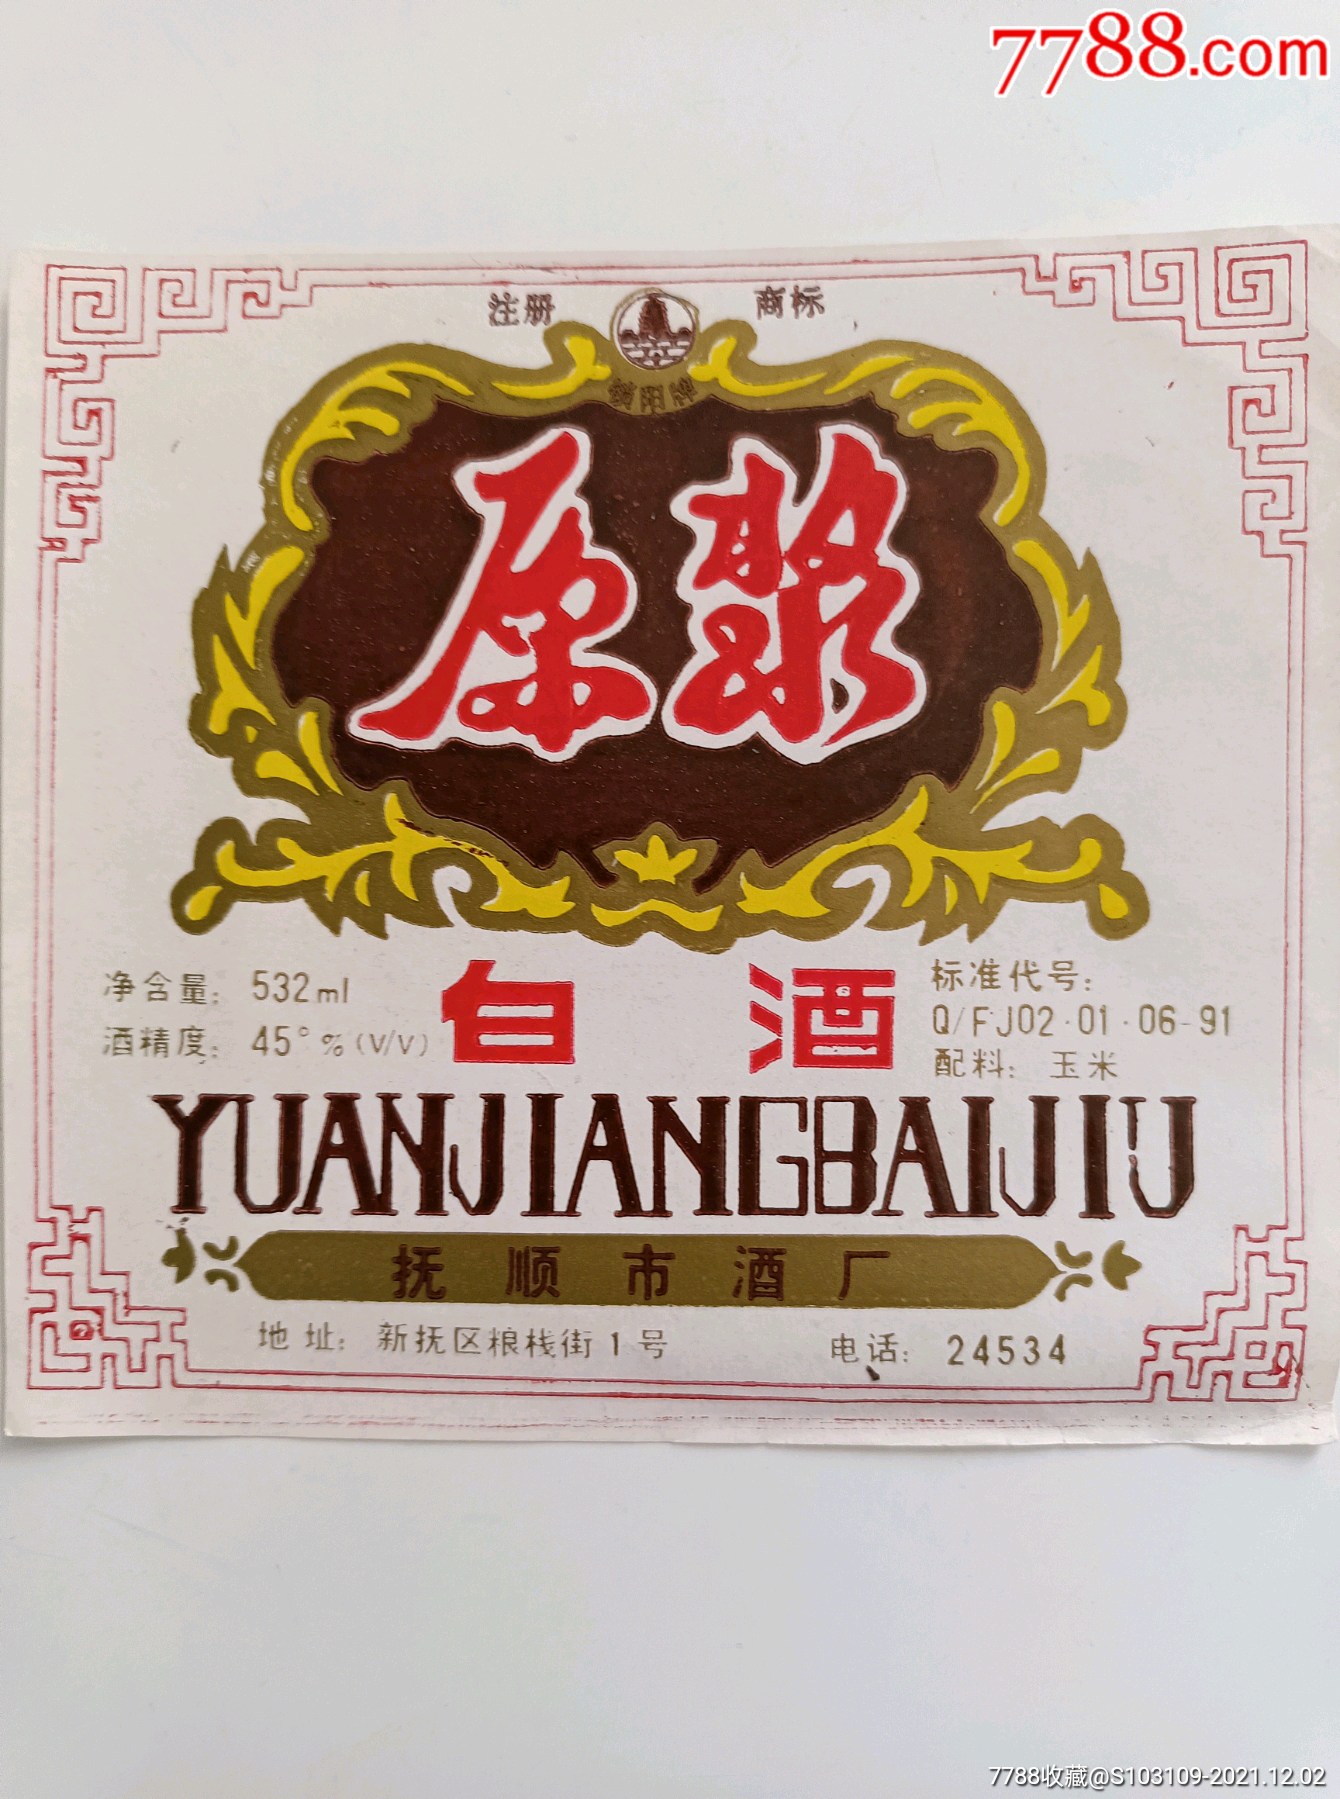 7788.com
注册 商标
原浆
净含量: 532ml
酒精度: 45°%(V/V)
白酒
标准代号:
Q/FJ02·01·06-91
配料: 玉米
YUANJIANGBAIJIU
抚顺市酒厂
地址: 新抚区粮栈街1号 电话: 24534
7788收藏@S103109-2021.12.02